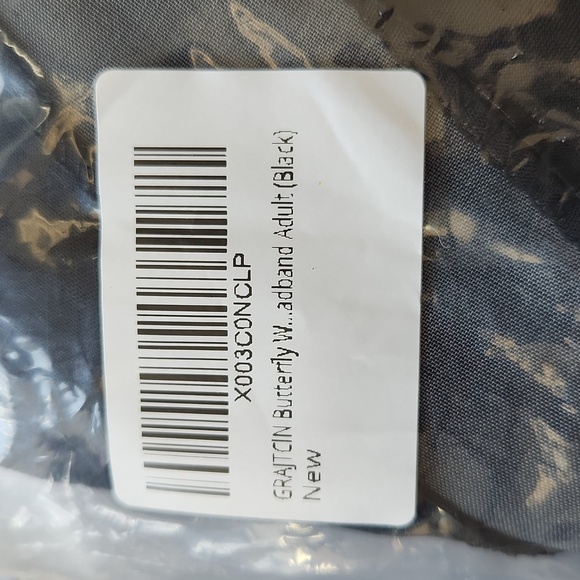 X003C0NCLP
GRAJTCIN Butterfly W...adband Adult (Black)
New